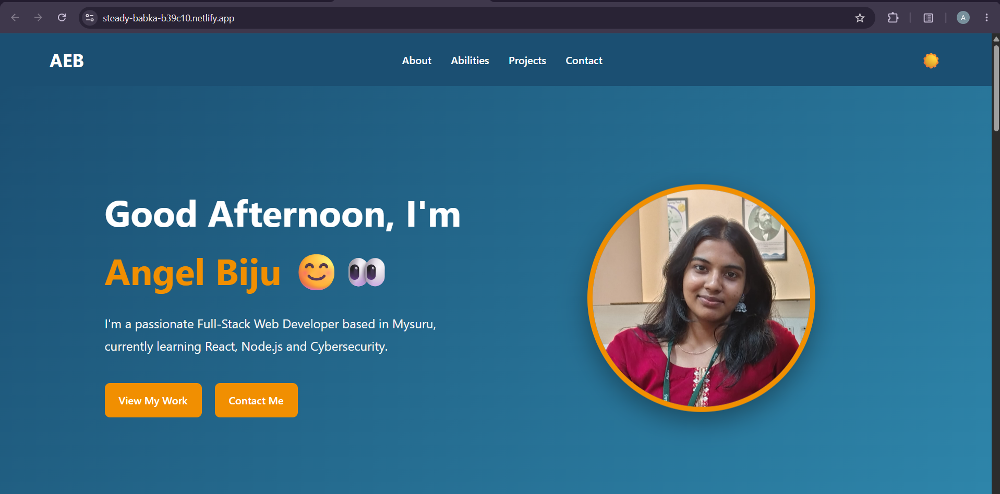 steady-babka-b39c10.netlify.app
A
AEB
About Abilities Projects Contact
Good Afternoon, I'm
Angel Biju 😊 👀
I'm a passionate Full-Stack Web Developer based in Mysuru,
currently learning React, Node.js and Cybersecurity.
View My Work Contact Me